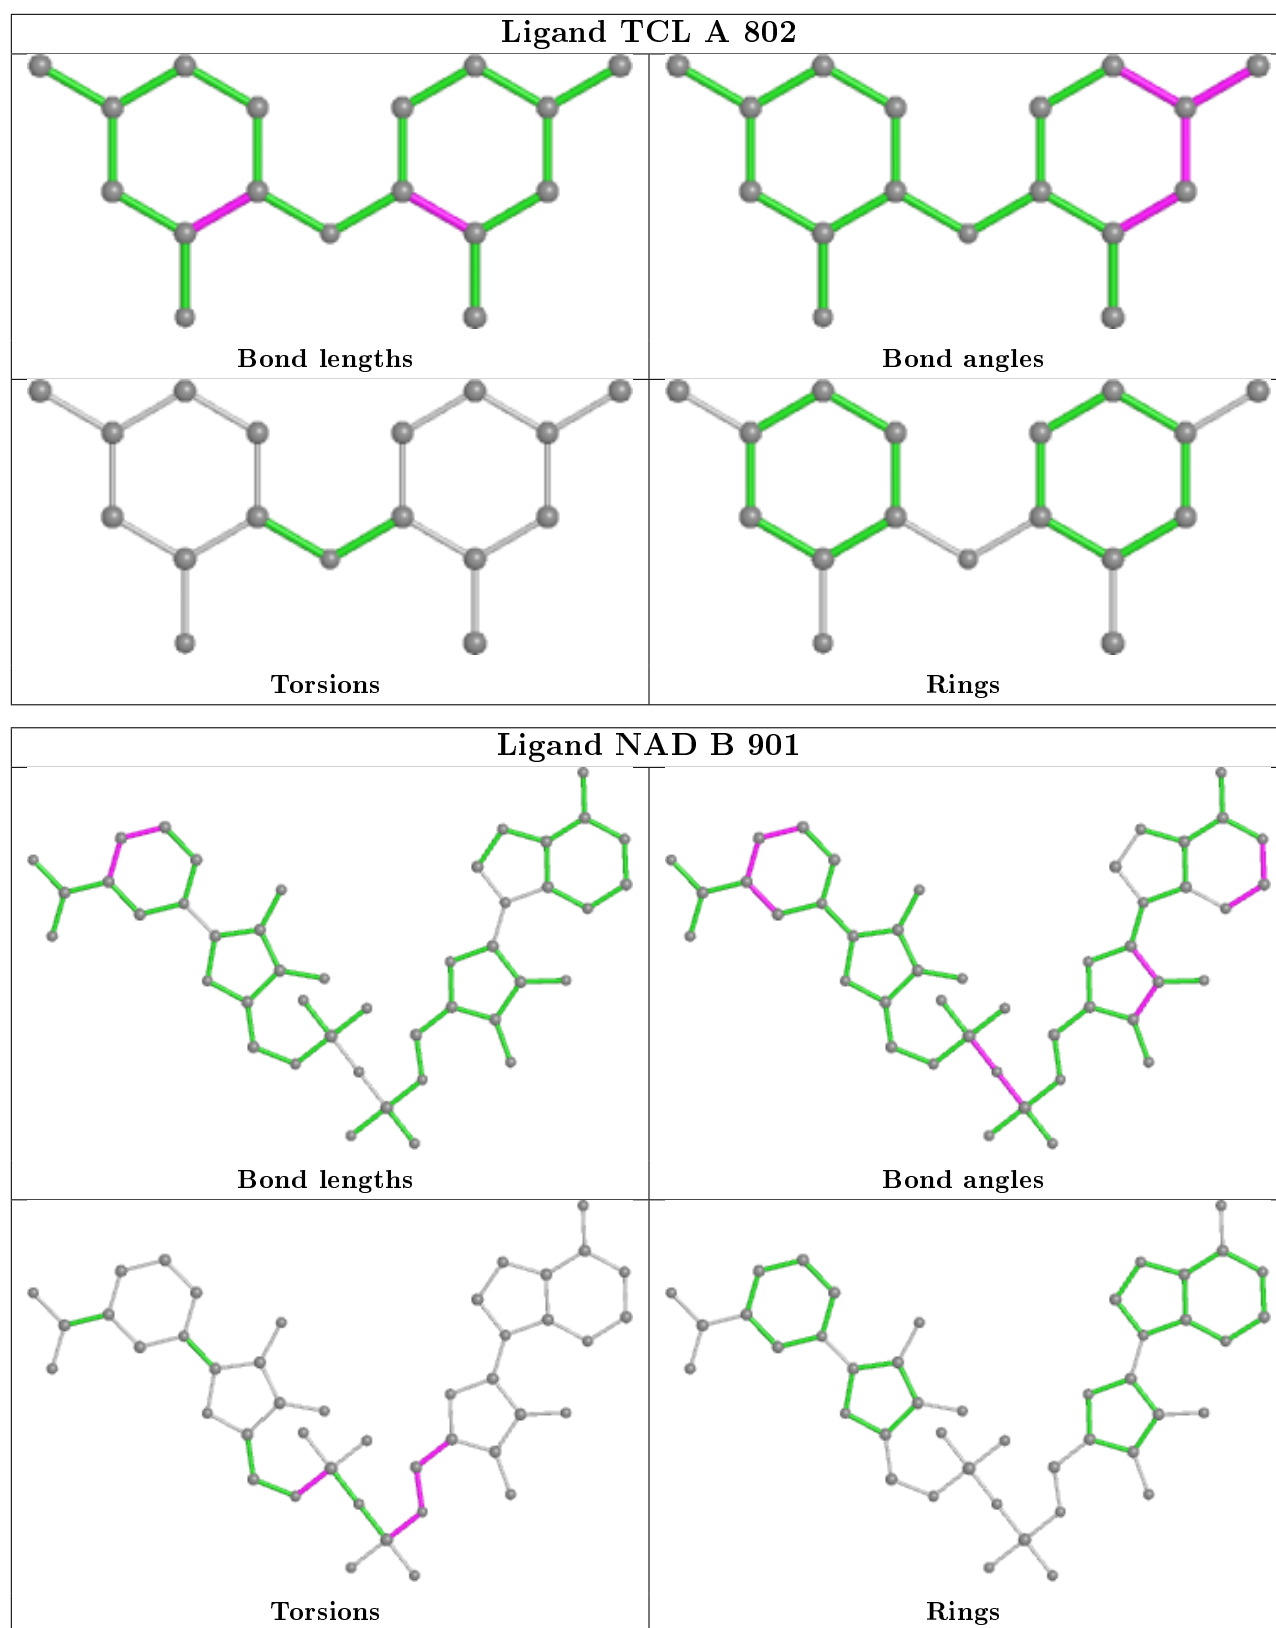 Ligand TCL A 802
Bond lengths
Bond angles
Torsions
Rings
Ligand NAD B 901
Bond lengths
Bond angles
Torsions
Rings